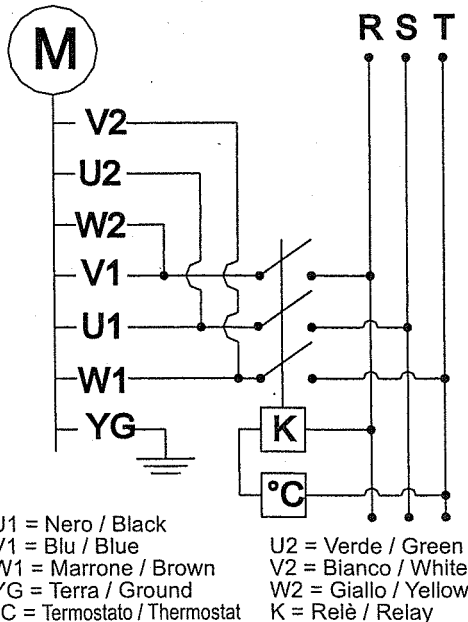 M
R S T
V2
U2
W2
V1
U1
W1
YG
K
°C
U1 = Nero / Black
V1 = Blu / Blue
W1 = Marrone / Brown
YG = Terra / Ground
°C = Termostato / Thermostat
U2 = Verde / Green
V2 = Bianco / White
W2 = Giallo / Yellow
K = Relè / Relay